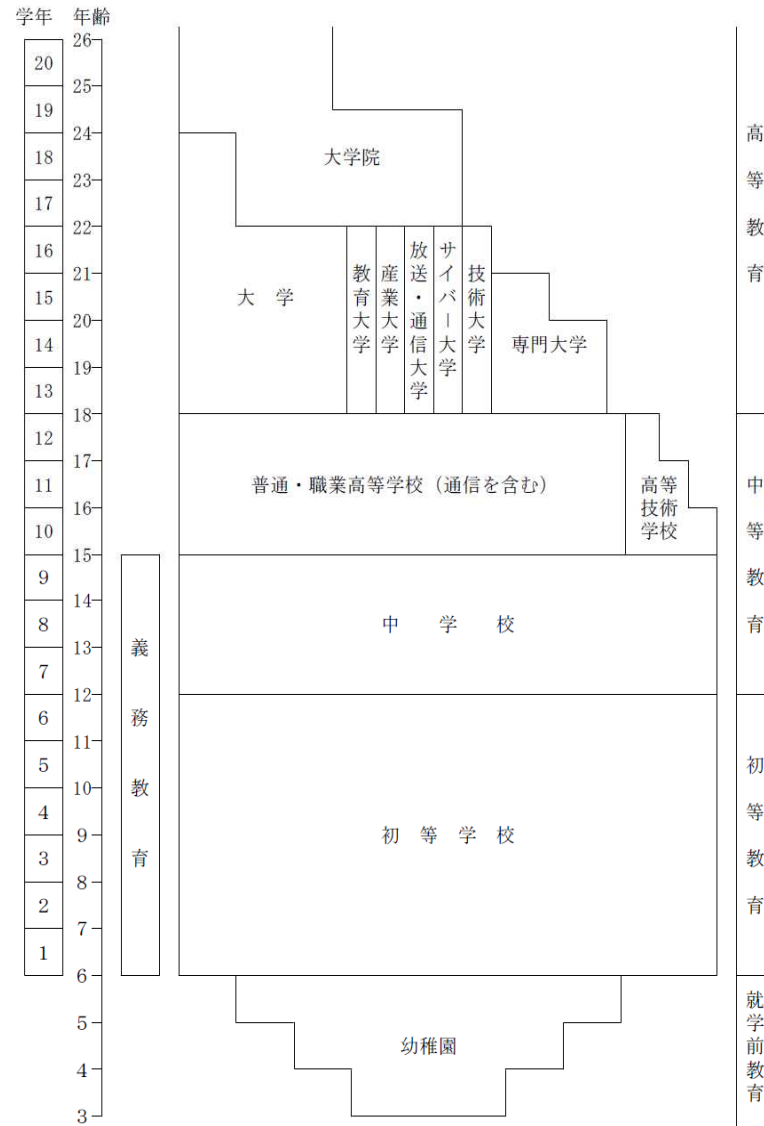 学年 年齢
26
20
25
19
24
18
23
17
22
16
21
15
20
14
19
13
18
12
17
11
16
10
15
9
14
8
13
7
12
6
11
5
10
4
9
3
8
2
7
1
6
5
4
3
義務教育
大学院
大学
教育大学
産業大学
放送・通信大学
サイバー大学
技術大学
専門大学
普通・職業高等学校（通信を含む）
高等
技術
学校
中学校
初等学校
幼稚園
高等教育
中等教育
初等教育
就学前教育